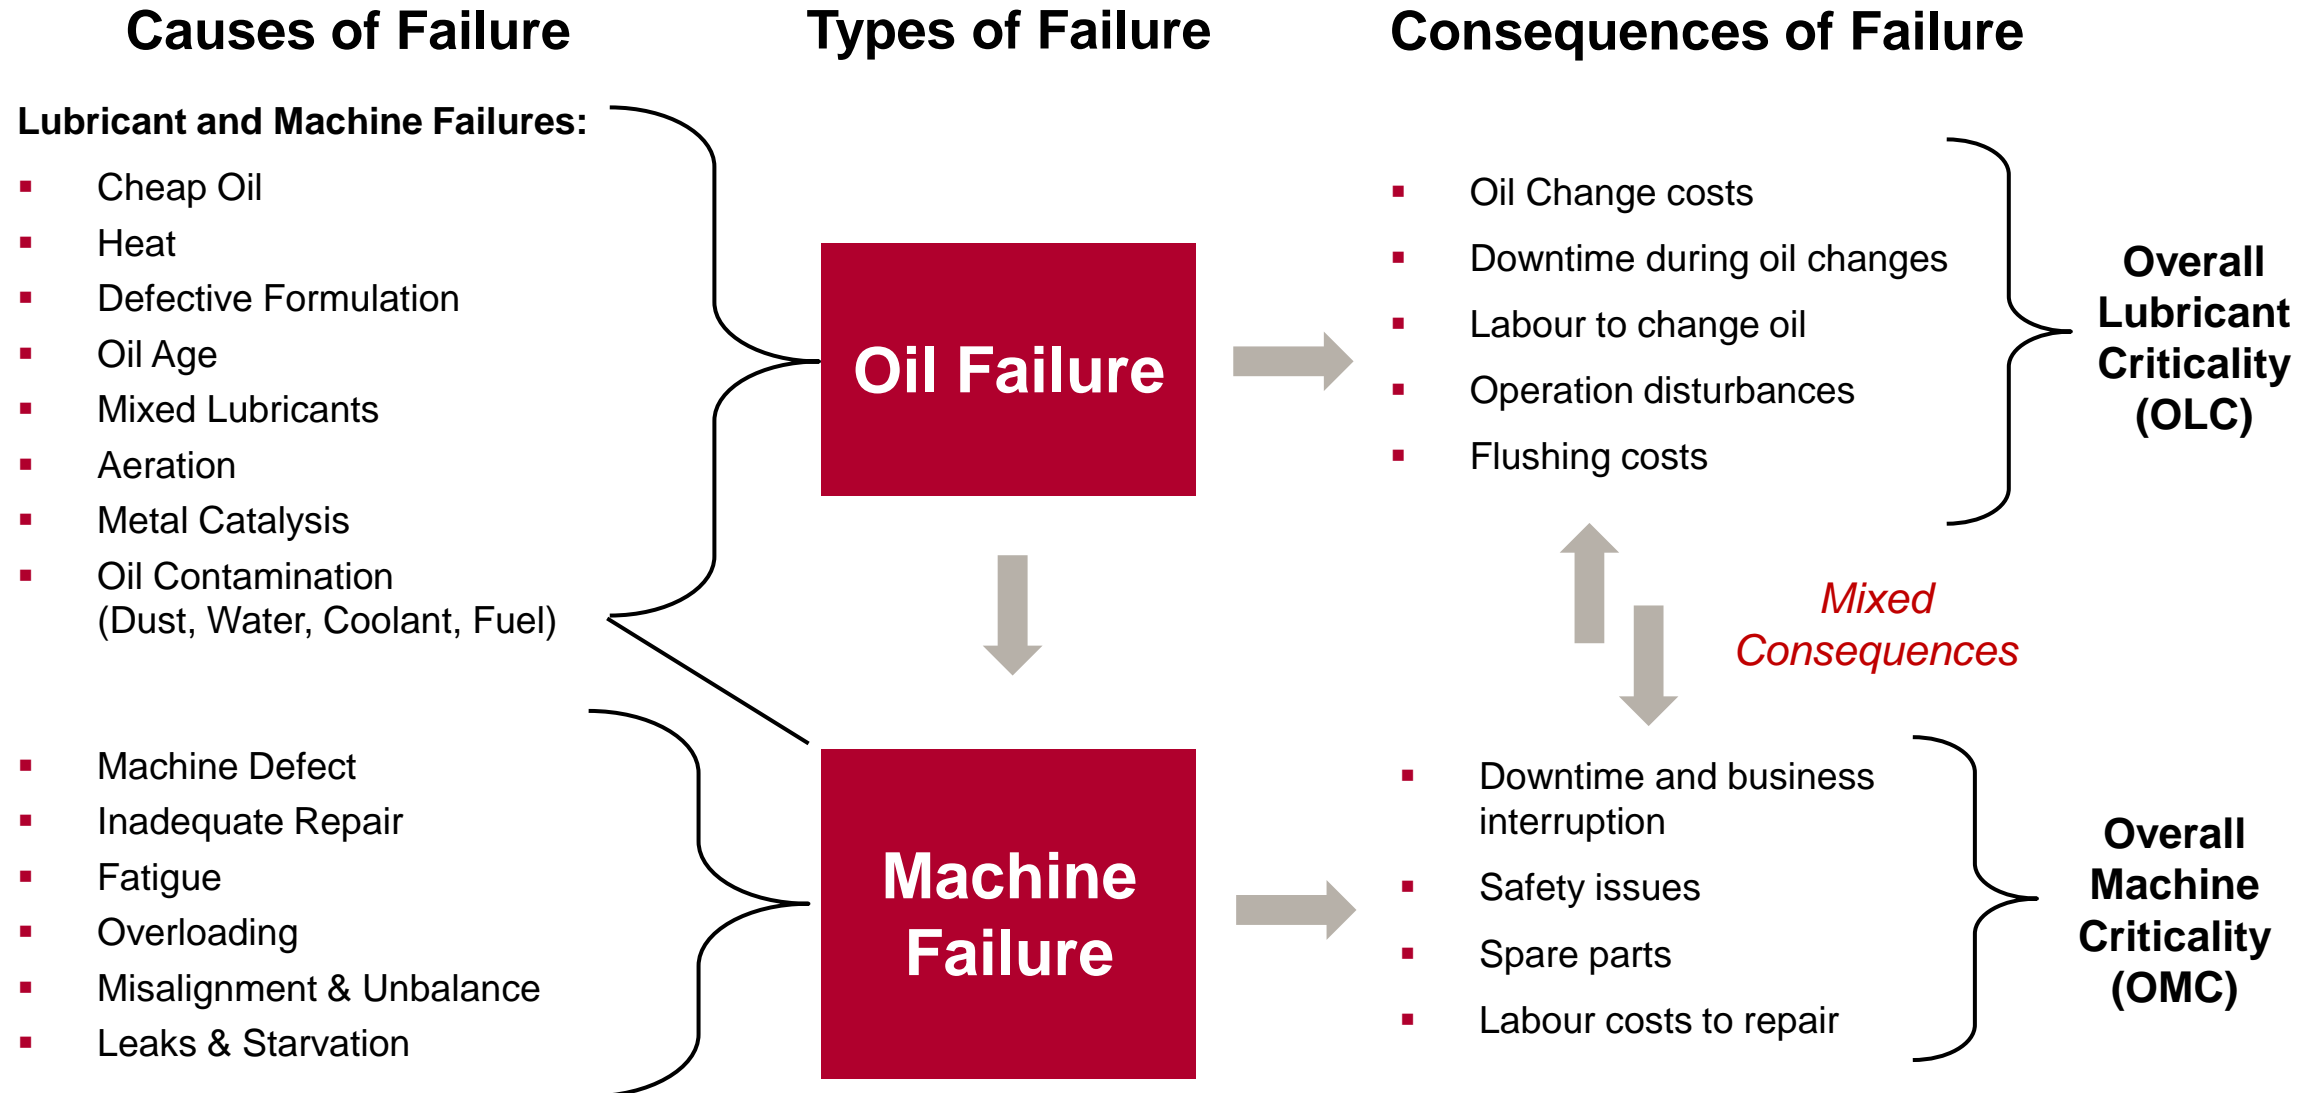 Causes of Failure
Types of Failure
Consequences of Failure
Lubricant and Machine Failures:
Cheap Oil
Heat
Defective Formulation
Oil Age
Mixed Lubricants
Aeration
Metal Catalysis
Oil Contamination
(Dust, Water, Coolant, Fuel)
Machine Defect
Inadequate Repair
Fatigue
Overloading
Misalignment & Unbalance
Leaks & Starvation
Oil Failure
Machine
Failure
Oil Change costs
Downtime during oil changes
Labour to change oil
Operation disturbances
Flushing costs
Mixed
Consequences
Downtime and business
interruption
Safety issues
Spare parts
Labour costs to repair
Overall
Lubricant
Criticality
(OLC)
Overall
Machine
Criticality
(OMC)